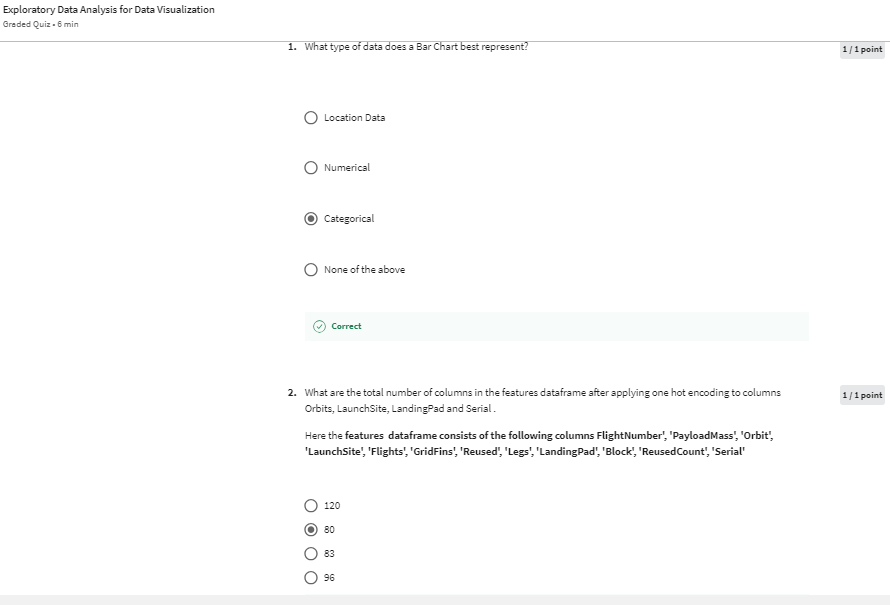 Exploratory Data Analysis for Data Visualization
Graded Quiz • 6 min
1. What type of data does a Bar Chart best represent?
1 / 1 point
Location Data
Numerical
Categorical
None of the above
Correct
2. What are the total number of columns in the features dataframe after applying one hot encoding to columns
Orbits, LaunchSite, LandingPad and Serial .
1 / 1 point
Here the features dataframe consists of the following columns FlightNumber', 'PayloadMass', 'Orbit',
'LaunchSite', 'Flights', 'GridFins', 'Reused', 'Legs', 'LandingPad', 'Block', 'ReusedCount', 'Serial'
120
80
83
96